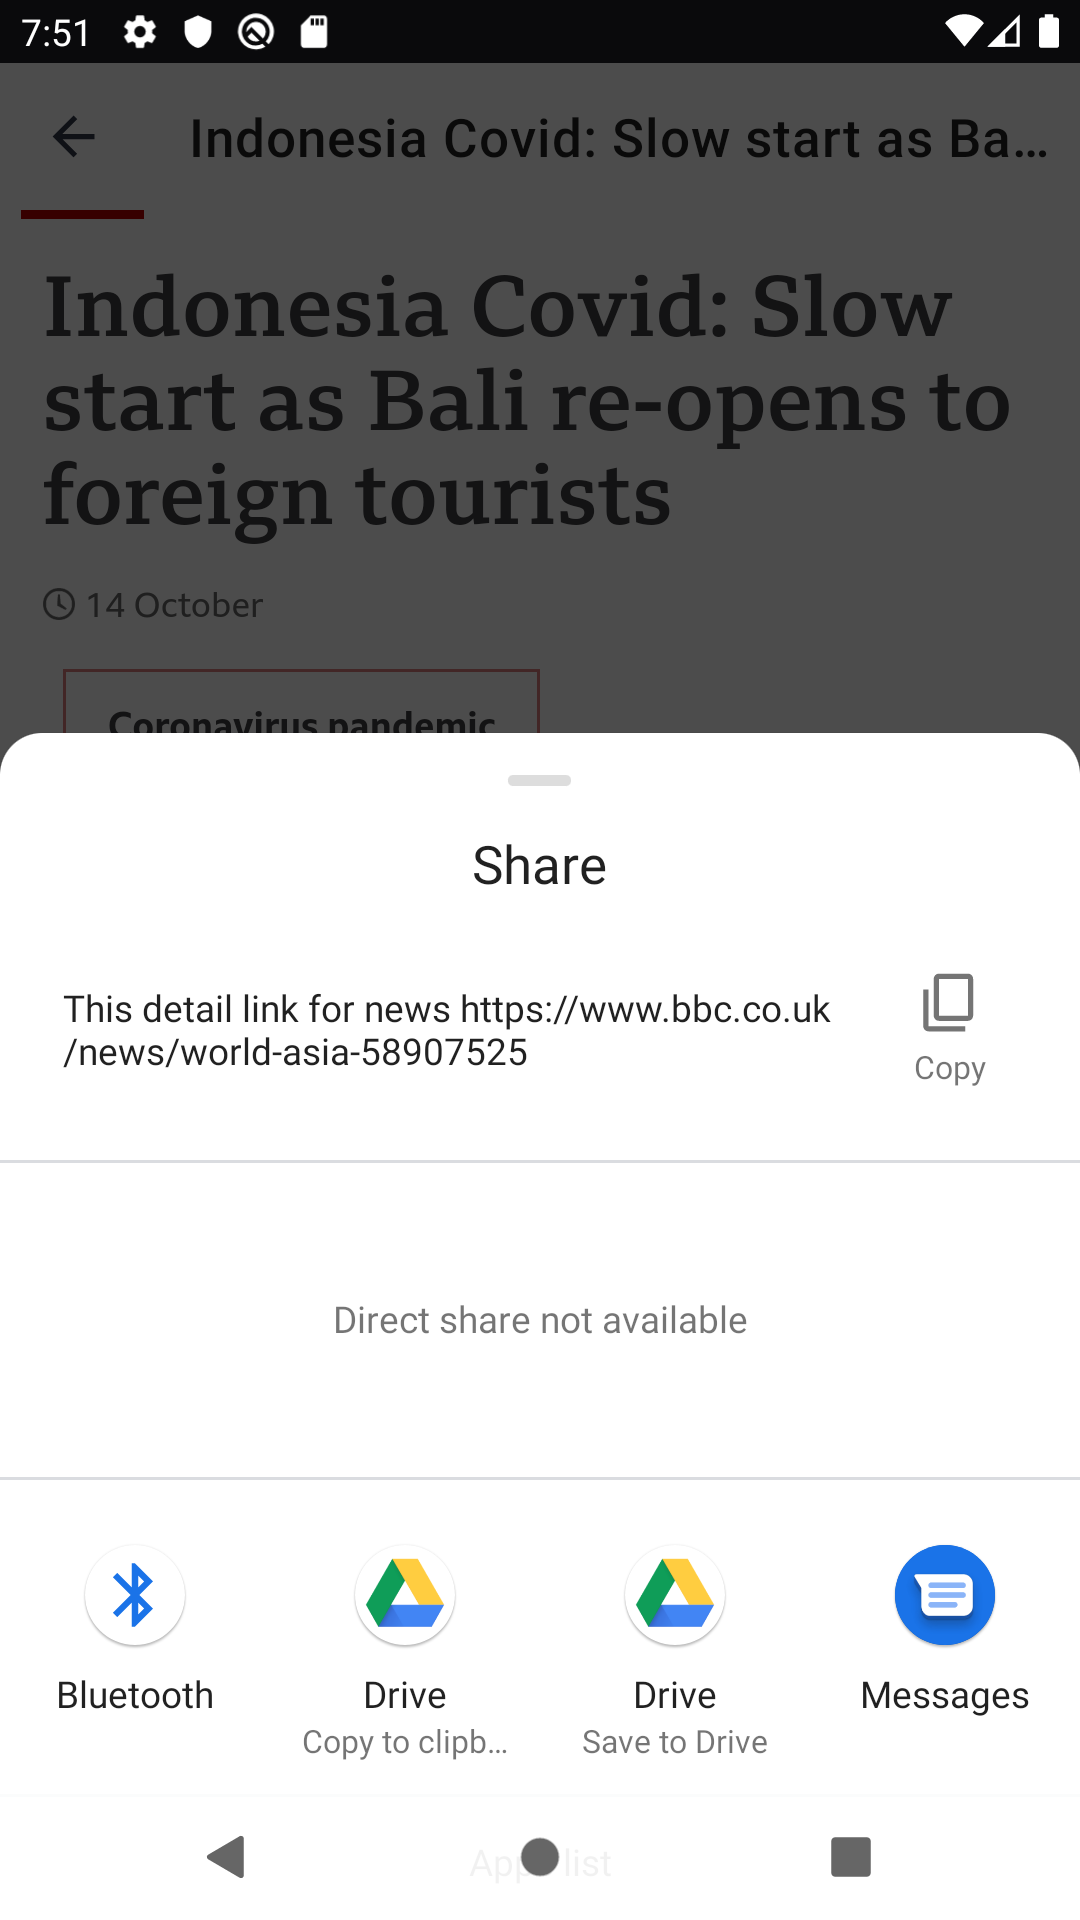 7:51
Indonesia Covid: Slow start as Ba...
Indonesia Covid: Slow
start as Bali re-opens to
foreign tourists
14 October
Coronavirus pandemic
Share
This detail link for news https://www.bbc.co.uk
/news/world-asia-58907525
Copy
Direct share not available
Bluetooth
Drive
Copy to clipb...
Drive
Save to Drive
Messages
list